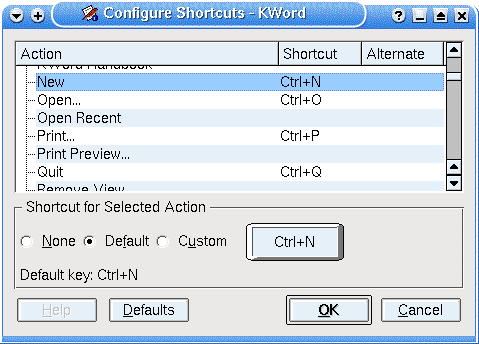 Configure Shortcuts - KWord
Action Shortcut Alternate
KWord Handbook
New Ctrl+N
Open... Ctrl+O
Open Recent
Print... Ctrl+P
Print Preview...
Quit Ctrl+Q
Remove View
Shortcut for Selected Action
None Default Custom Ctrl+N
Default key: Ctrl+N
Help Defaults OK Cancel